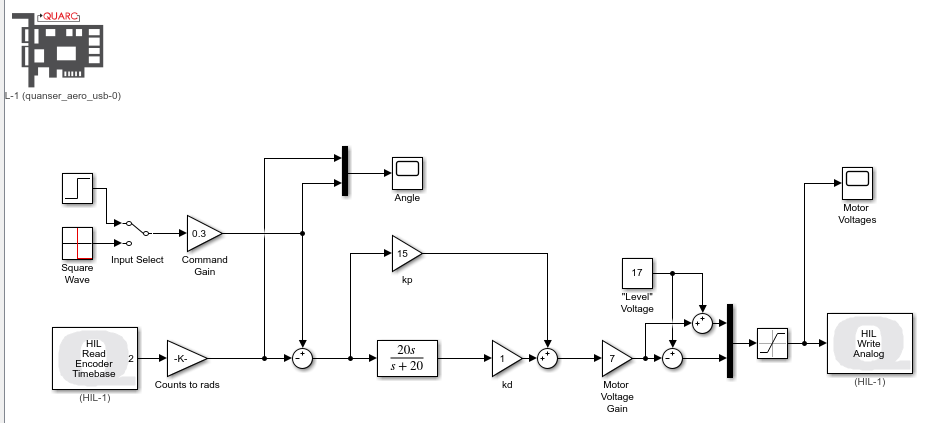 QUARC
L-1 (quanser_aero_usb-0)
Angle
Motor
Voltages
0.3
Input Select
Command
Gain
Square
Wave
15
kp
17
"Level"
Voltage
+
+
HIL
Read
Encoder
Timebase
2
(HIL-1)
-K-
Counts to rads
−
+
20s
s + 20
1
kd
+
+
7
Motor
Voltage
Gain
−
+
HIL
Write
Analog
(HIL-1)